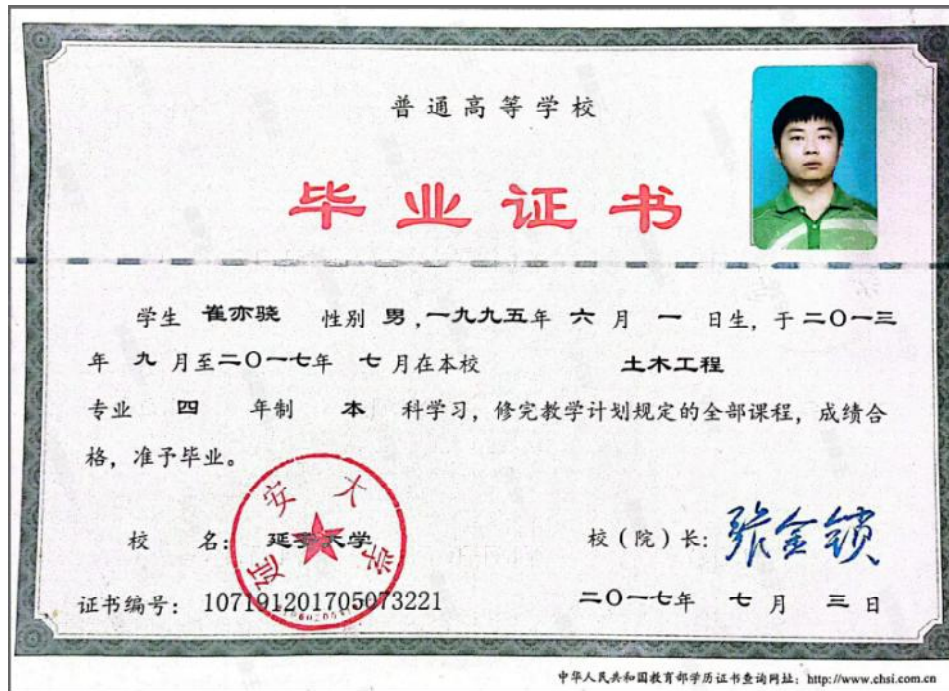 普通高等学校
毕业证书
学生 崔亦骁 性别 男，一九九五年 六 月 一 日生，于二〇一三
年 九 月至二〇一七年 七 月在本校 土木工程
专业 四 年制 本 科学习，修完教学计划规定的全部课程，成绩合
格，准予毕业。
校 名：延安大学
延安大学
校（院）长：张金锁
证书编号：107191201705073221
二〇一七年 七 月 三 日
中华人民共和国教育部学历证书查询网址：http://www.chsi.com.cn